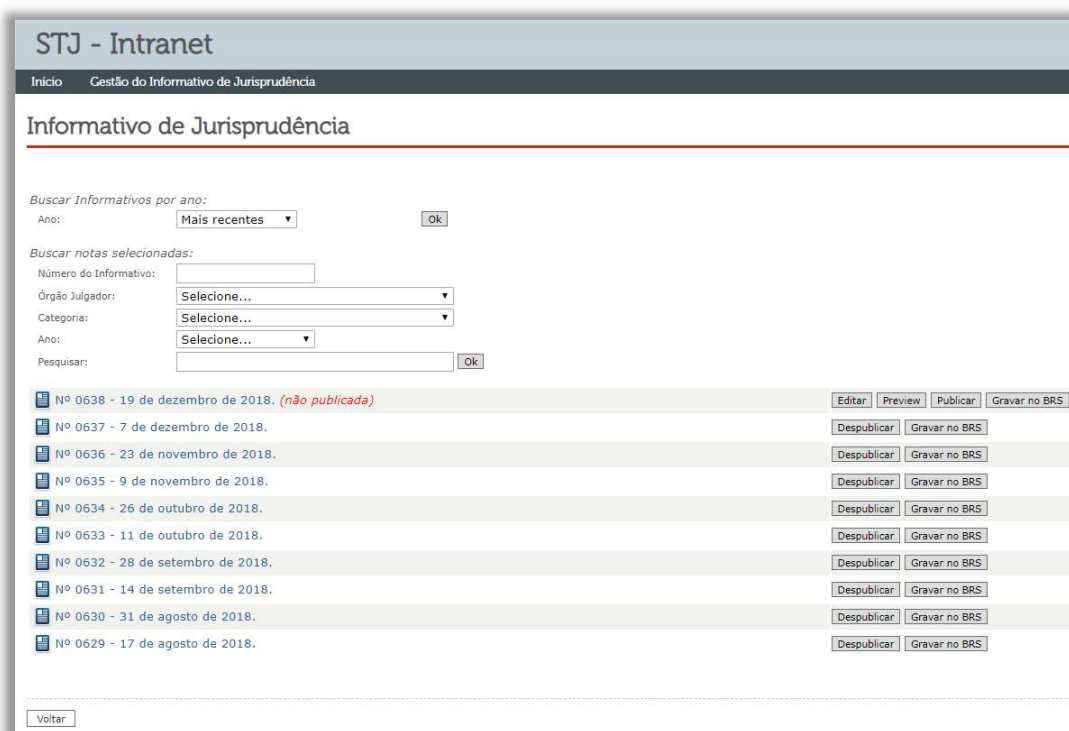 STJ - Intranet
Início Gestão do Informativo de Jurisprudência
Informativo de Jurisprudência
Buscar Informativos por ano:
Ano: Mais recentes Ok
Buscar notas selecionadas:
Número do Informativo:
Órgão Julgador: Selecione...
Categoria: Selecione...
Ano: Selecione...
Pesquisar: Ok
Nº 0638 - 19 de dezembro de 2018. (não publicada) Editar Preview Publicar Gravar no BRS
Nº 0637 - 7 de dezembro de 2018. Despublicar Gravar no BRS
Nº 0636 - 23 de novembro de 2018. Despublicar Gravar no BRS
Nº 0635 - 9 de novembro de 2018. Despublicar Gravar no BRS
Nº 0634 - 26 de outubro de 2018. Despublicar Gravar no BRS
Nº 0633 - 11 de outubro de 2018. Despublicar Gravar no BRS
Nº 0632 - 28 de setembro de 2018. Despublicar Gravar no BRS
Nº 0631 - 14 de setembro de 2018. Despublicar Gravar no BRS
Nº 0630 - 31 de agosto de 2018. Despublicar Gravar no BRS
Nº 0629 - 17 de agosto de 2018. Despublicar Gravar no BRS
Voltar